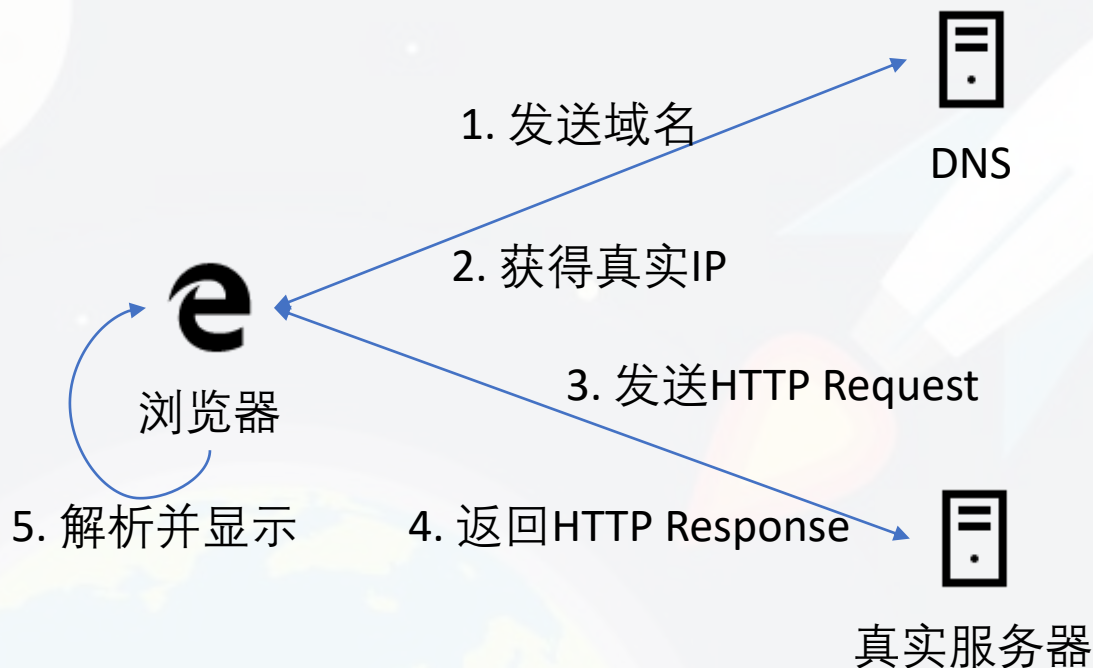 1. 发送域名
DNS
2. 获得真实IP
3. 发送HTTP Request
浏览器
5. 解析并显示
4. 返回HTTP Response
真实服务器